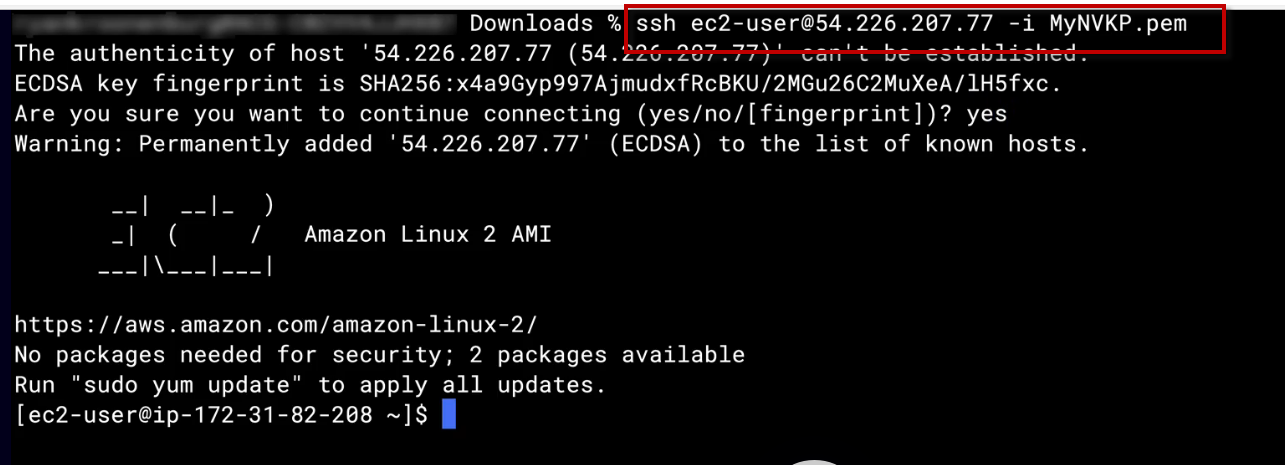 Downloads % ssh ec2-user@54.226.207.77 -i MyNVKP.pem
The authenticity of host '54.226.207.77 (54.226.207.77)' can't be established.
ECDSA key fingerprint is SHA256:x4a9Gyp997AjmudxfRcBKU/2MGu26C2MuXeA/lH5fxc.
Are you sure you want to continue connecting (yes/no/[fingerprint])? yes
Warning: Permanently added '54.226.207.77' (ECDSA) to the list of known hosts.
__|  __|_  )
_|  (     /   Amazon Linux 2 AMI
___|\___|___|
https://aws.amazon.com/amazon-linux-2/
No packages needed for security; 2 packages available
Run "sudo yum update" to apply all updates.
[ec2-user@ip-172-31-82-208 ~]$